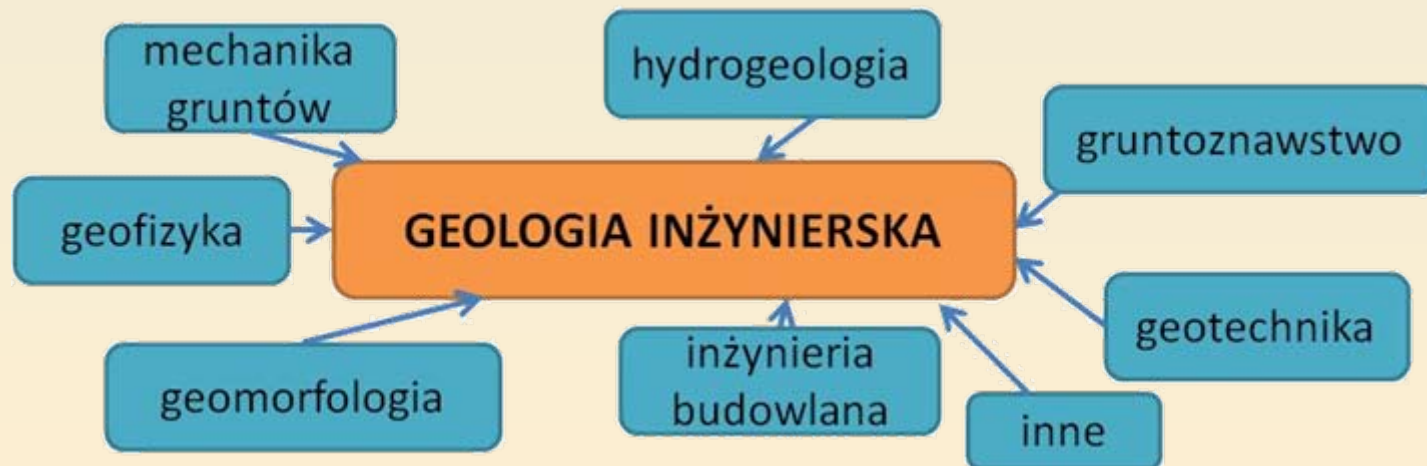 mechanika
gruntów
hydrogeologia
gruntoznawstwo
geofizyka
GEOLOGIA INŻYNIERSKA
geotechnika
geomorfologia
inżynieria
budowlana
inne